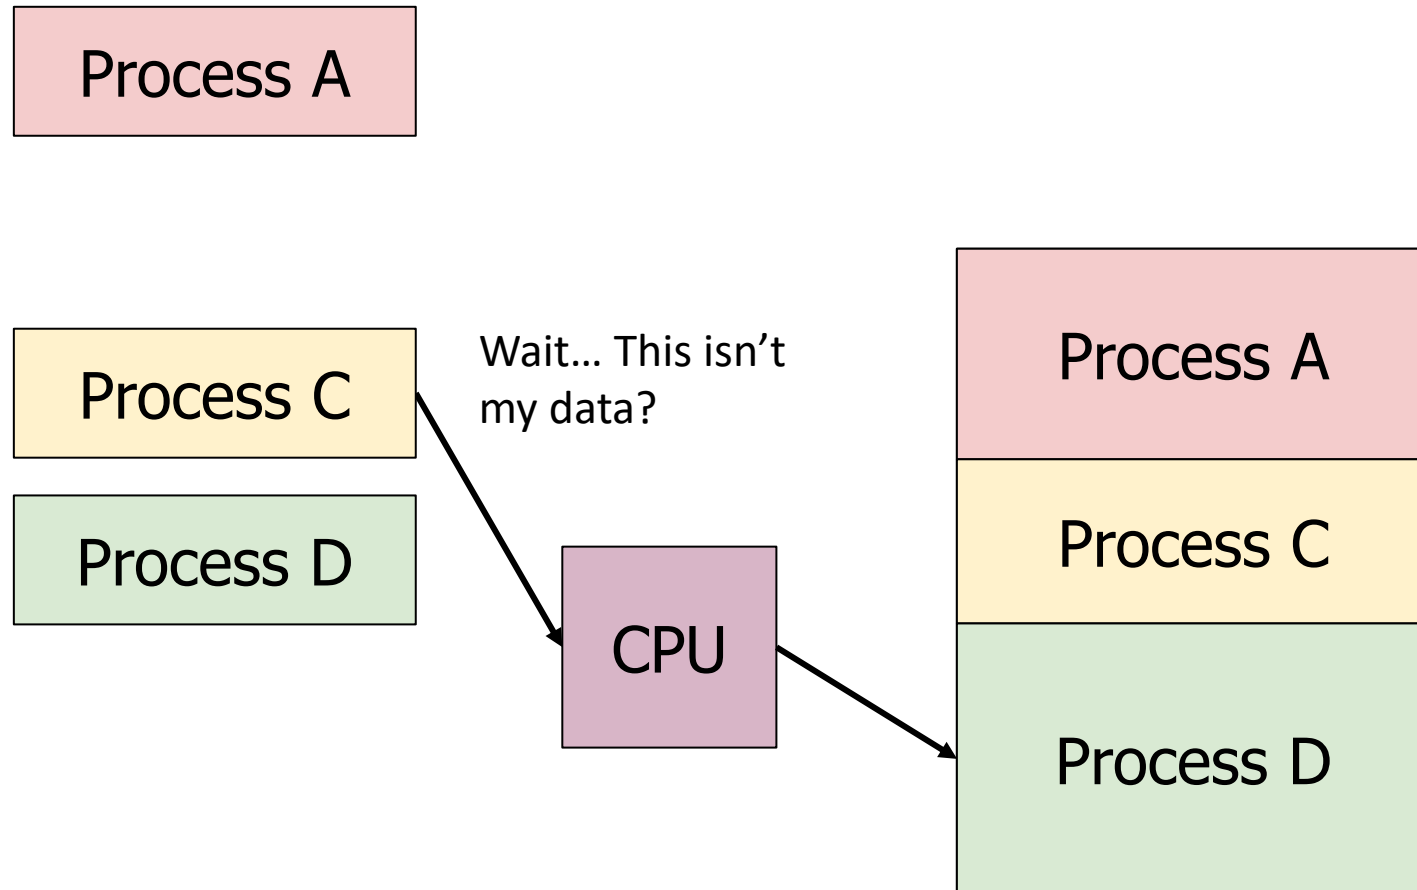 Process A
Process C
Wait... This isn’t
my data?
Process D
CPU
Process A
Process C
Process D